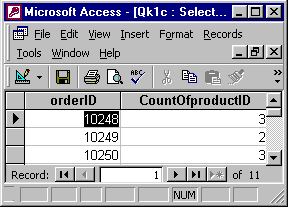 Microsoft Access - [Qk1c : Selec...
File Edit View Insert Format Records
Tools Window Help
orderID CountOfproductID
10248 3
10249 2
10250 3
Record: 1 of 11
NUM